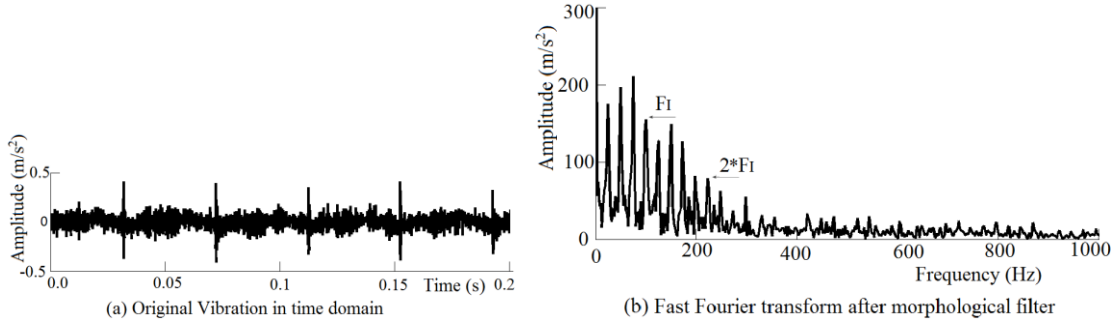 Amplitude (m/s²)
0.5
0
-0.5
0.0
0.05
0.1
0.15
Time (s)
0.2
(a) Original Vibration in time domain
Amplitude (m/s²)
300
200
100
0
FI
2*FI
0
200
400
600
800
1000
Frequency (Hz)
(b) Fast Fourier transform after morphological filter